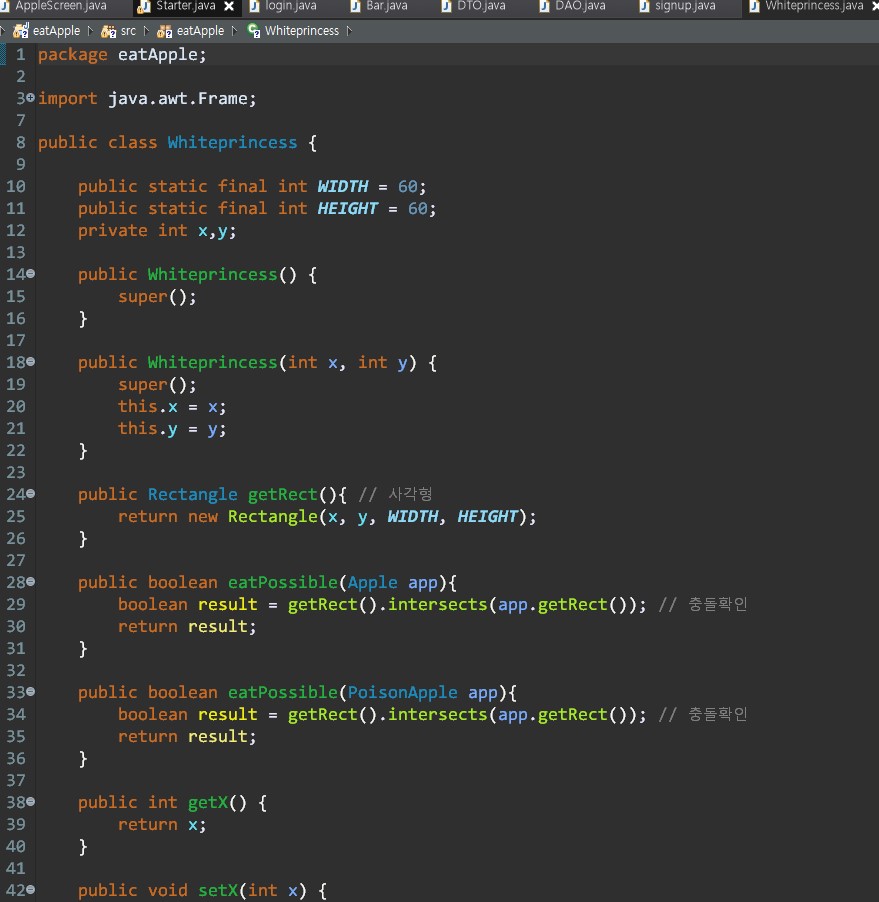 AppleScreen.java Starter.java login.java Bar.java DTO.java DAO.java signup.java Whiteprincess.java
eatApple src eatApple Whiteprincess
1 package eatApple;
2
3 import java.awt.Frame;
7
8 public class Whiteprincess {
9
10 public static final int WIDTH = 60;
11 public static final int HEIGHT = 60;
12 private int x,y;
13
14 public Whiteprincess() {
15 super();
16 }
17
18 public Whiteprincess(int x, int y) {
19 super();
20 this.x = x;
21 this.y = y;
22 }
23
24 public Rectangle getRect(){ // 사각형
25 return new Rectangle(x, y, WIDTH, HEIGHT);
26 }
27
28 public boolean eatPossible(Apple app){
29 boolean result = getRect().intersects(app.getRect()); // 충돌확인
30 return result;
31 }
32
33 public boolean eatPossible(PoisonApple app){
34 boolean result = getRect().intersects(app.getRect()); // 충돌확인
35 return result;
36 }
37
38 public int getX() {
39 return x;
40 }
41
42 public void setX(int x) {